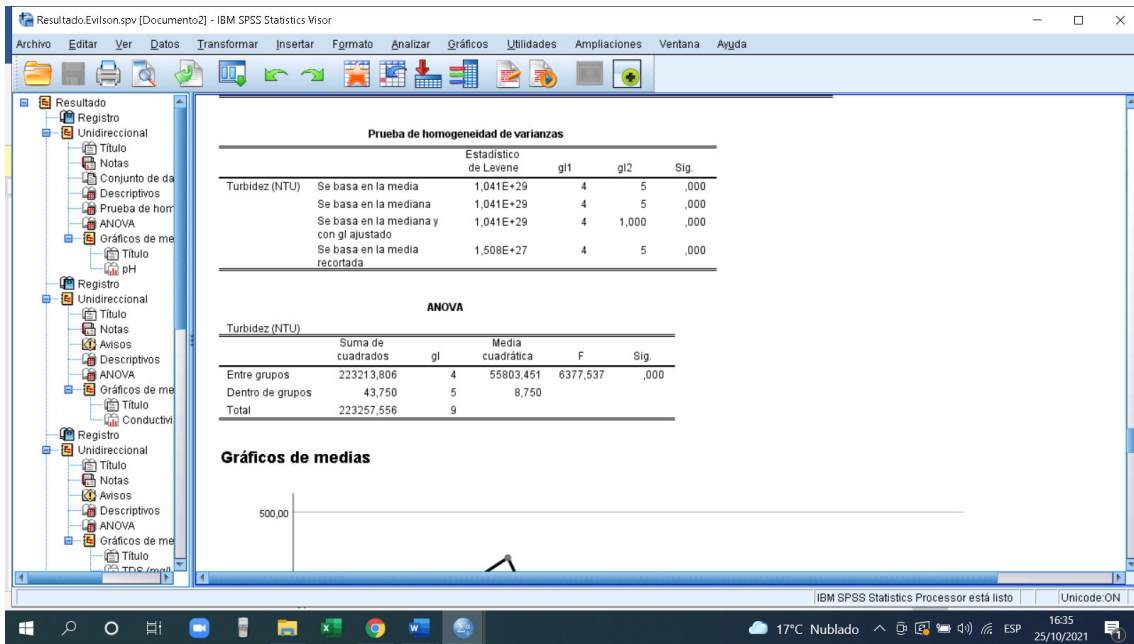 Resultado.Evilson.spv [Documento2] - IBM SPSS Statistics Visor
Archivo Editar Ver Datos Transformar Insertar Formato Analizar Gráficos Utilidades Ampliaciones Ventana Ayuda
Resultado
Registro
Unidireccional
Título
Notas
Conjunto de da
Descriptivos
Prueba de hom
ANOVA
Gráficos de me
Título
pH
Registro
Unidireccional
Título
Notas
Avisos
Descriptivos
ANOVA
Gráficos de me
Título
Conductivi
Registro
Unidireccional
Título
Notas
Avisos
Descriptivos
ANOVA
Gráficos de me
Título
TDS (mg/l
Prueba de homogeneidad de varianzas
Estadístico
de Levene gl1 gl2 Sig.
Turbidez (NTU) Se basa en la media 1,041E+29 4 5 ,000
Se basa en la mediana 1,041E+29 4 5 ,000
Se basa en la mediana y
con gl ajustado 1,041E+29 4 1,000 ,000
Se basa en la media
recortada 1,508E+27 4 5 ,000
ANOVA
Turbidez (NTU)
Suma de
cuadrados gl Media
cuadrática F Sig.
Entre grupos 223213,806 4 55803,451 6377,537 ,000
Dentro de grupos 43,750 5 8,750
Total 223257,556 9
Gráficos de medias
500,00
IBM SPSS Statistics Processor está listo Unicode:ON
17°C Nublado ESP 16:35
25/10/2021